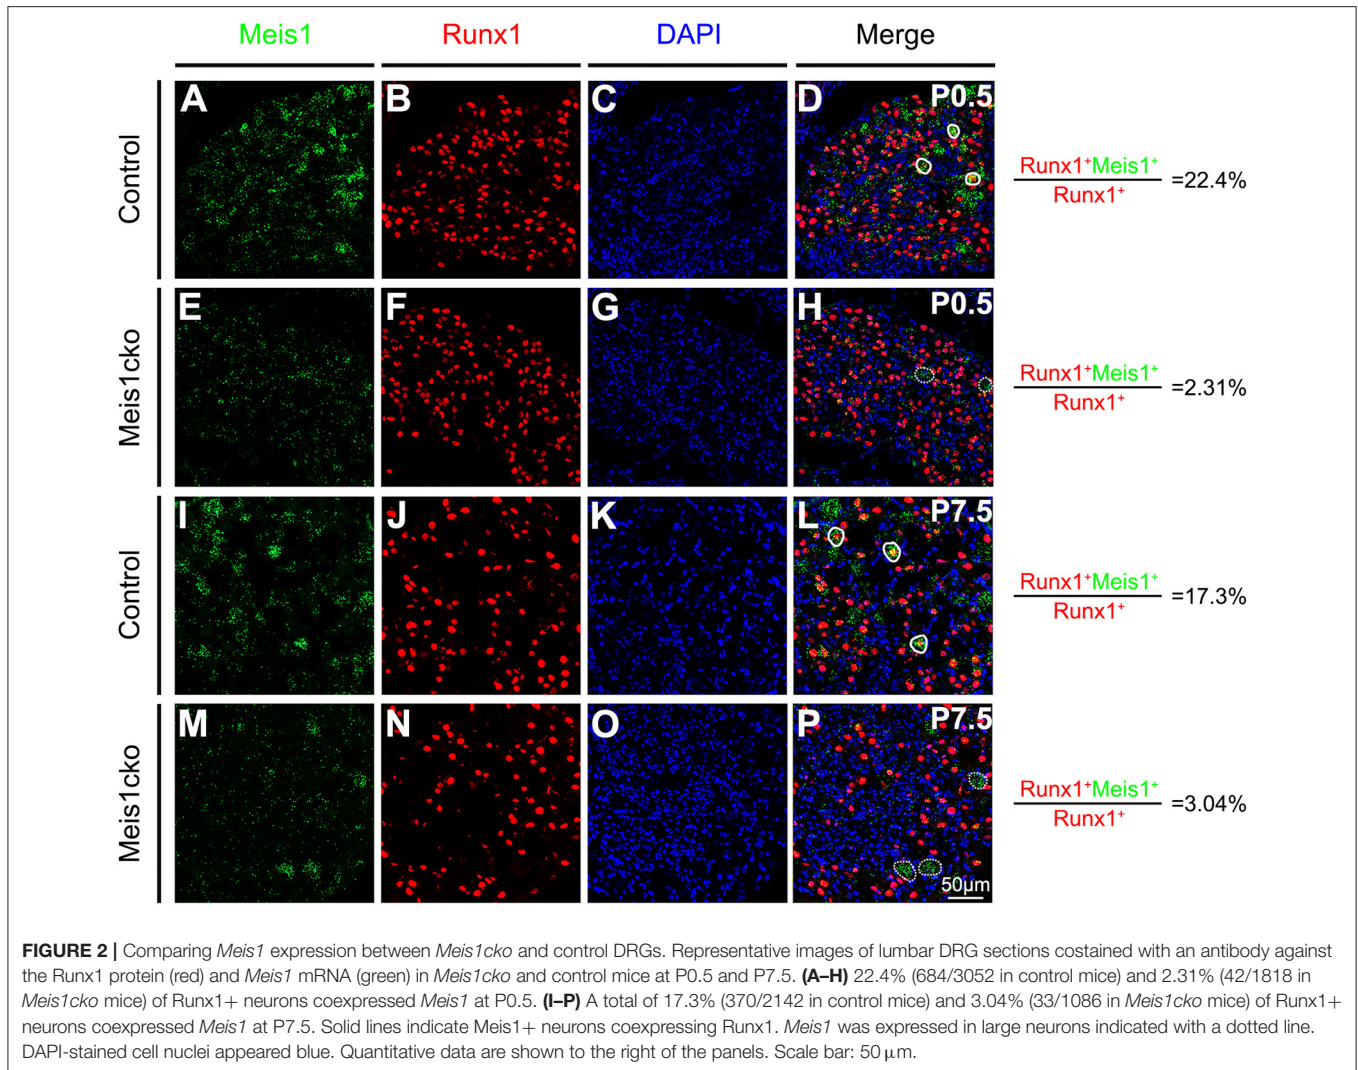 Meis1 Runx1 DAPI Merge
Control
A B C D P0.5
Runx1⁺Meis1⁺
Runx1⁺
=22.4%
Meis1cko
E F G H P0.5
Runx1⁺Meis1⁺
Runx1⁺
=2.31%
Control
I J K L P7.5
Runx1⁺Meis1⁺
Runx1⁺
=17.3%
Meis1cko
M N O P P7.5
Runx1⁺Meis1⁺
Runx1⁺
=3.04%
50µm
FIGURE 2 | Comparing Meis1 expression between Meis1cko and control DRGs. Representative images of lumbar DRG sections costained with an antibody against
the Runx1 protein (red) and Meis1 mRNA (green) in Meis1cko and control mice at P0.5 and P7.5. (A–H) 22.4% (684/3052 in control mice) and 2.31% (42/1818 in
Meis1cko mice) of Runx1+ neurons coexpressed Meis1 at P0.5. (I–P) A total of 17.3% (370/2142 in control mice) and 3.04% (33/1086 in Meis1cko mice) of Runx1+
neurons coexpressed Meis1 at P7.5. Solid lines indicate Meis1+ neurons coexpressing Runx1. Meis1 was expressed in large neurons indicated with a dotted line.
DAPI-stained cell nuclei appeared blue. Quantitative data are shown to the right of the panels. Scale bar: 50 µm.